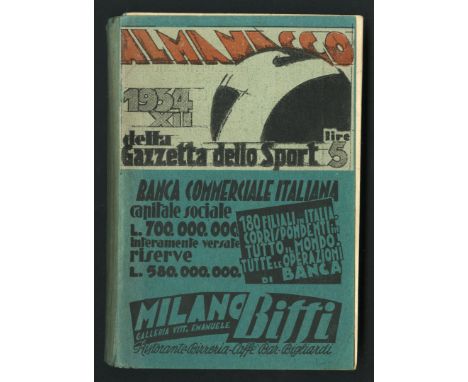 ALMANACCO
1934
XII
della
Gazzetta dello Sport
lire
5
BANCA COMMERCIALE ITALIANA
capitale sociale
L. 700.000.000.
interamente versato
riserve
L. 580.000.000.
180 FILIALI IN ITALIA.
CORRISPONDENTI IN
TUTTO IL MONDO.
TUTTE LE OPERAZIONI
DI BANCA
MILANO
GALLERIA VITT. EMANUELE
Biffi
Ristorante-Birreria-Caffè Bar-Bigliardi